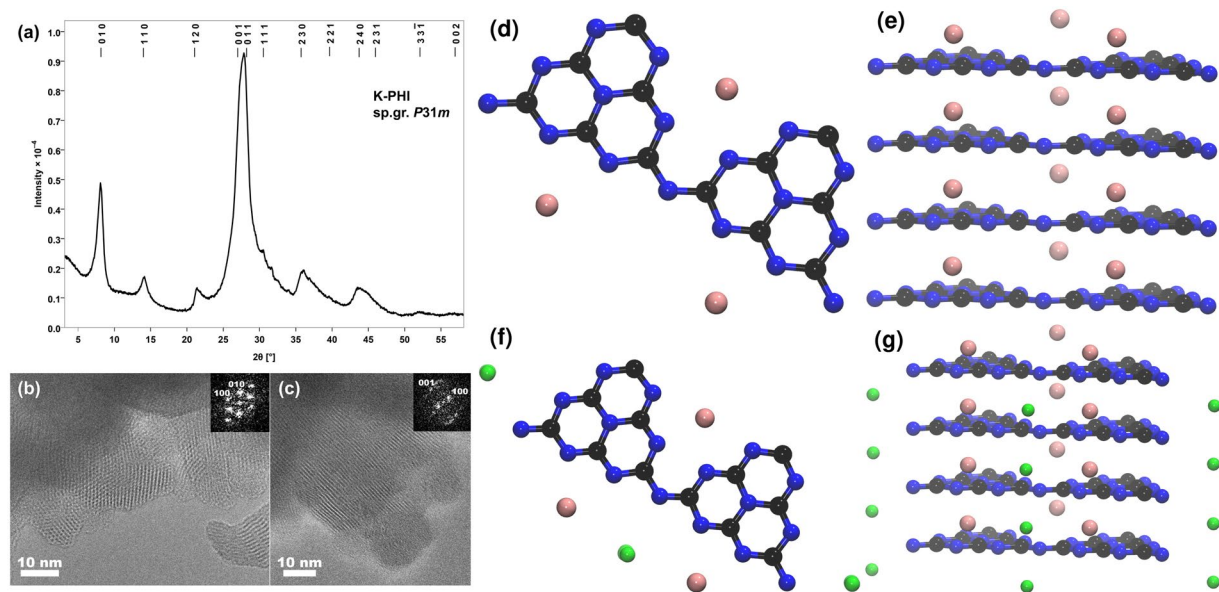 (a)
1.0
0.9
0.8
0.7
0.6
0.5
0.4
0.3
0.2
0.1
0.0
Intensity × 10⁻⁴
0 1 0
1 1 0
1 2 0
0 0 1
0 1 1
1 1 1
2 3 0
2 2 1
2 4 0
2 3 1
3 3̄ 1
0 0 2
K-PHI
sp.gr. P31m
5 10 15 20 25 30 35 40 45 50 55
2θ [°]
(b)
010
100
10 nm
(c)
001
100
10 nm
(d)
(e)
(f)
(g)